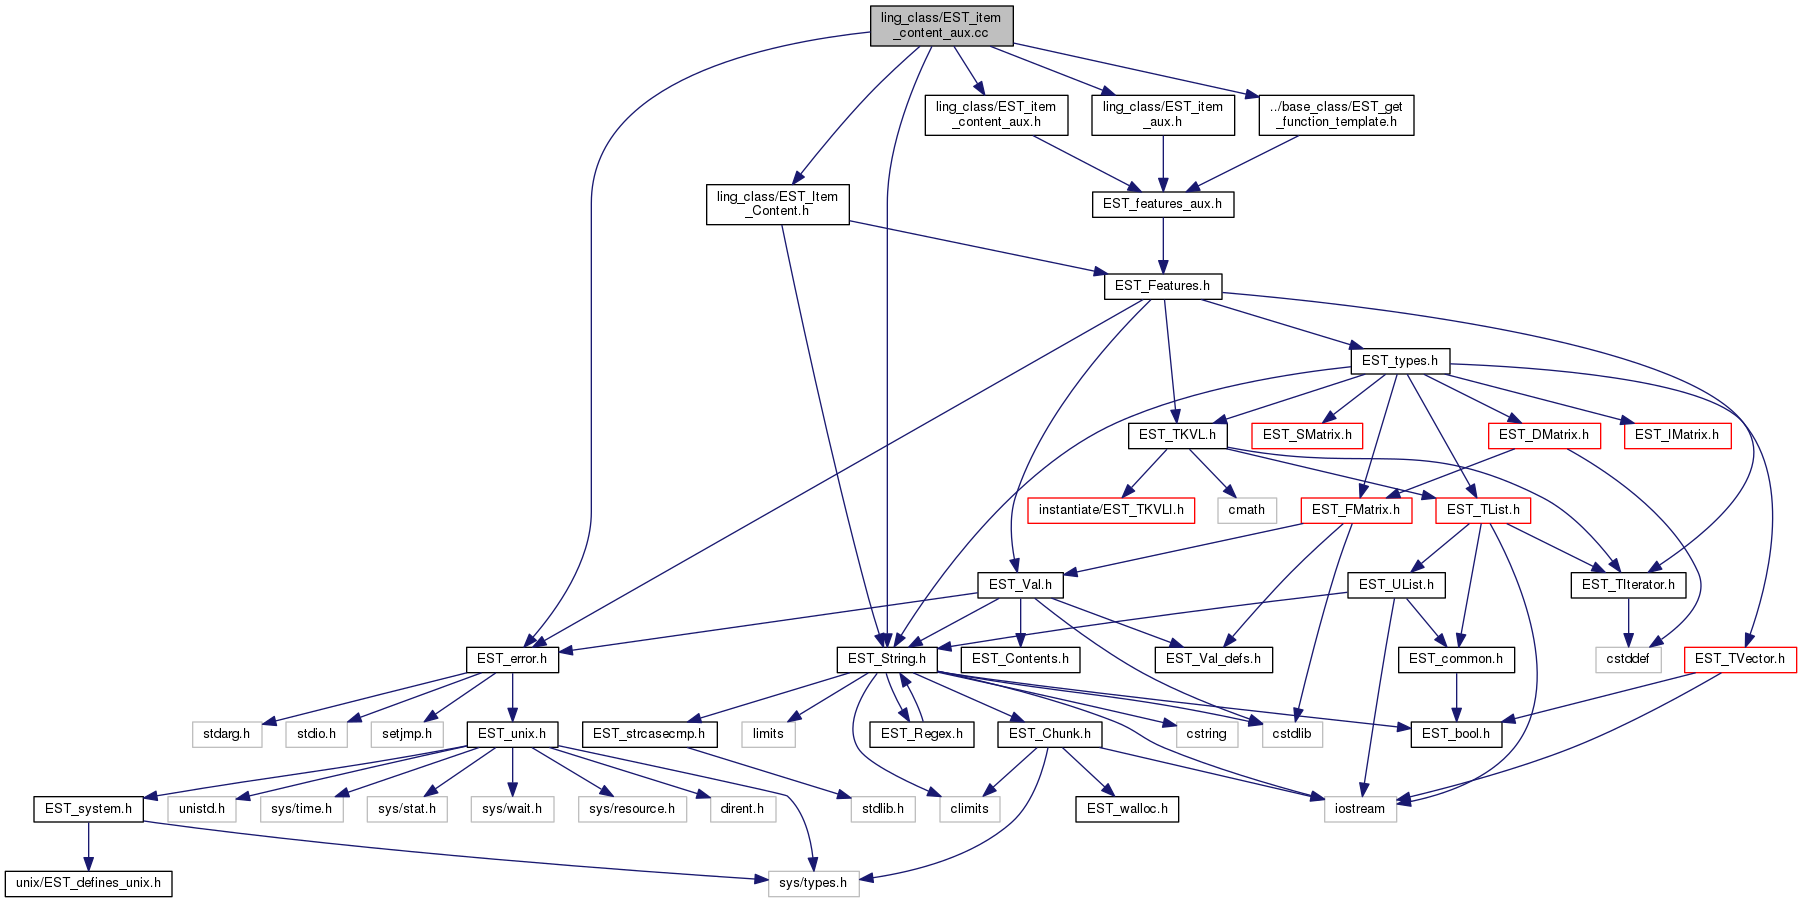 ling_class/EST_item
_content_aux.cc
ling_class/EST_item
_content_aux.h
ling_class/EST_item
_aux.h
../base_class/EST_get
_function_template.h
ling_class/EST_Item
_Content.h
EST_features_aux.h
EST_Features.h
EST_types.h
EST_TKVL.h
EST_SMatrix.h
EST_DMatrix.h
EST_IMatrix.h
instantiate/EST_TKVLI.h
cmath
EST_FMatrix.h
EST_TList.h
EST_Val.h
EST_UList.h
EST_TIterator.h
EST_error.h
EST_String.h
EST_Contents.h
EST_Val_defs.h
EST_common.h
cstddef
EST_TVector.h
stdarg.h
stdio.h
setjmp.h
EST_unix.h
EST_strcasecmp.h
limits
EST_Regex.h
EST_Chunk.h
cstring
cstdlib
EST_bool.h
EST_system.h
unistd.h
sys/time.h
sys/stat.h
sys/wait.h
sys/resource.h
dirent.h
stdlib.h
climits
EST_walloc.h
iostream
unix/EST_defines_unix.h
sys/types.h